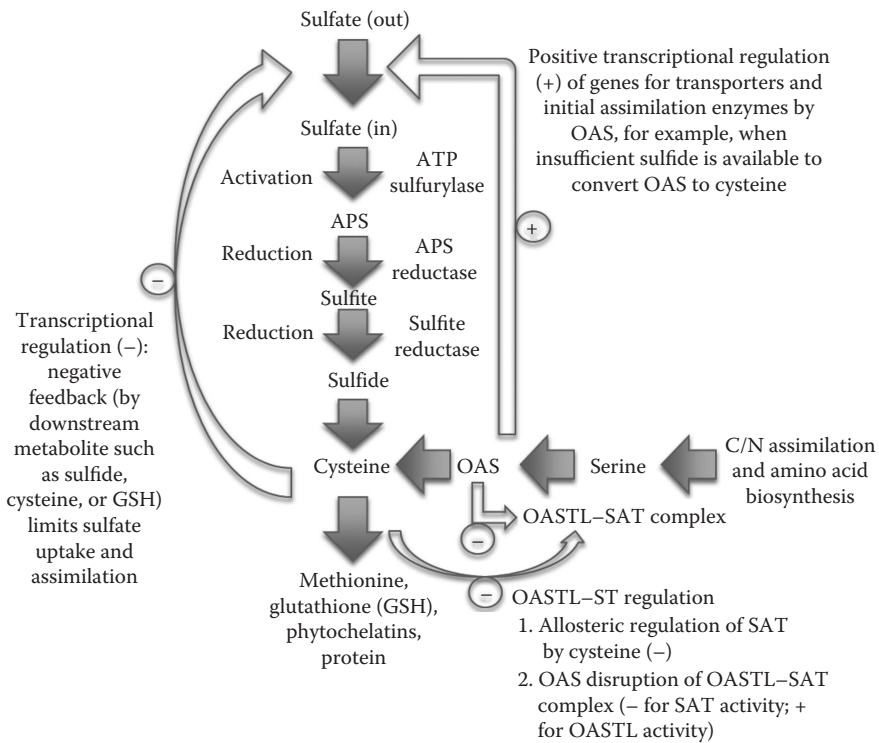 Sulfate (out)
Positive transcriptional regulation
(+) of genes for transporters and
initial assimilation enzymes by
OAS, for example, when
insufficient sulfide is available to
convert OAS to cysteine
Sulfate (in)
Activation
ATP
sulfurylase
APS
+
Reduction
APS
reductase
–
Sulfite
Reduction
Sulfite
reductase
Transcriptional
regulation (–):
negative
feedback (by
downstream
metabolite such
as sulfide,
cysteine, or GSH)
limits sulfate
uptake and
assimilation
Sulfide
Cysteine
OAS
Serine
C/N assimilation
and amino acid
biosynthesis
OASTL–SAT complex
–
Methionine,
glutathione (GSH),
phytochelatins,
protein
–
OASTL–ST regulation
1. Allosteric regulation of SAT
by cysteine (–)
2. OAS disruption of OASTL–SAT
complex (– for SAT activity; +
for OASTL activity)